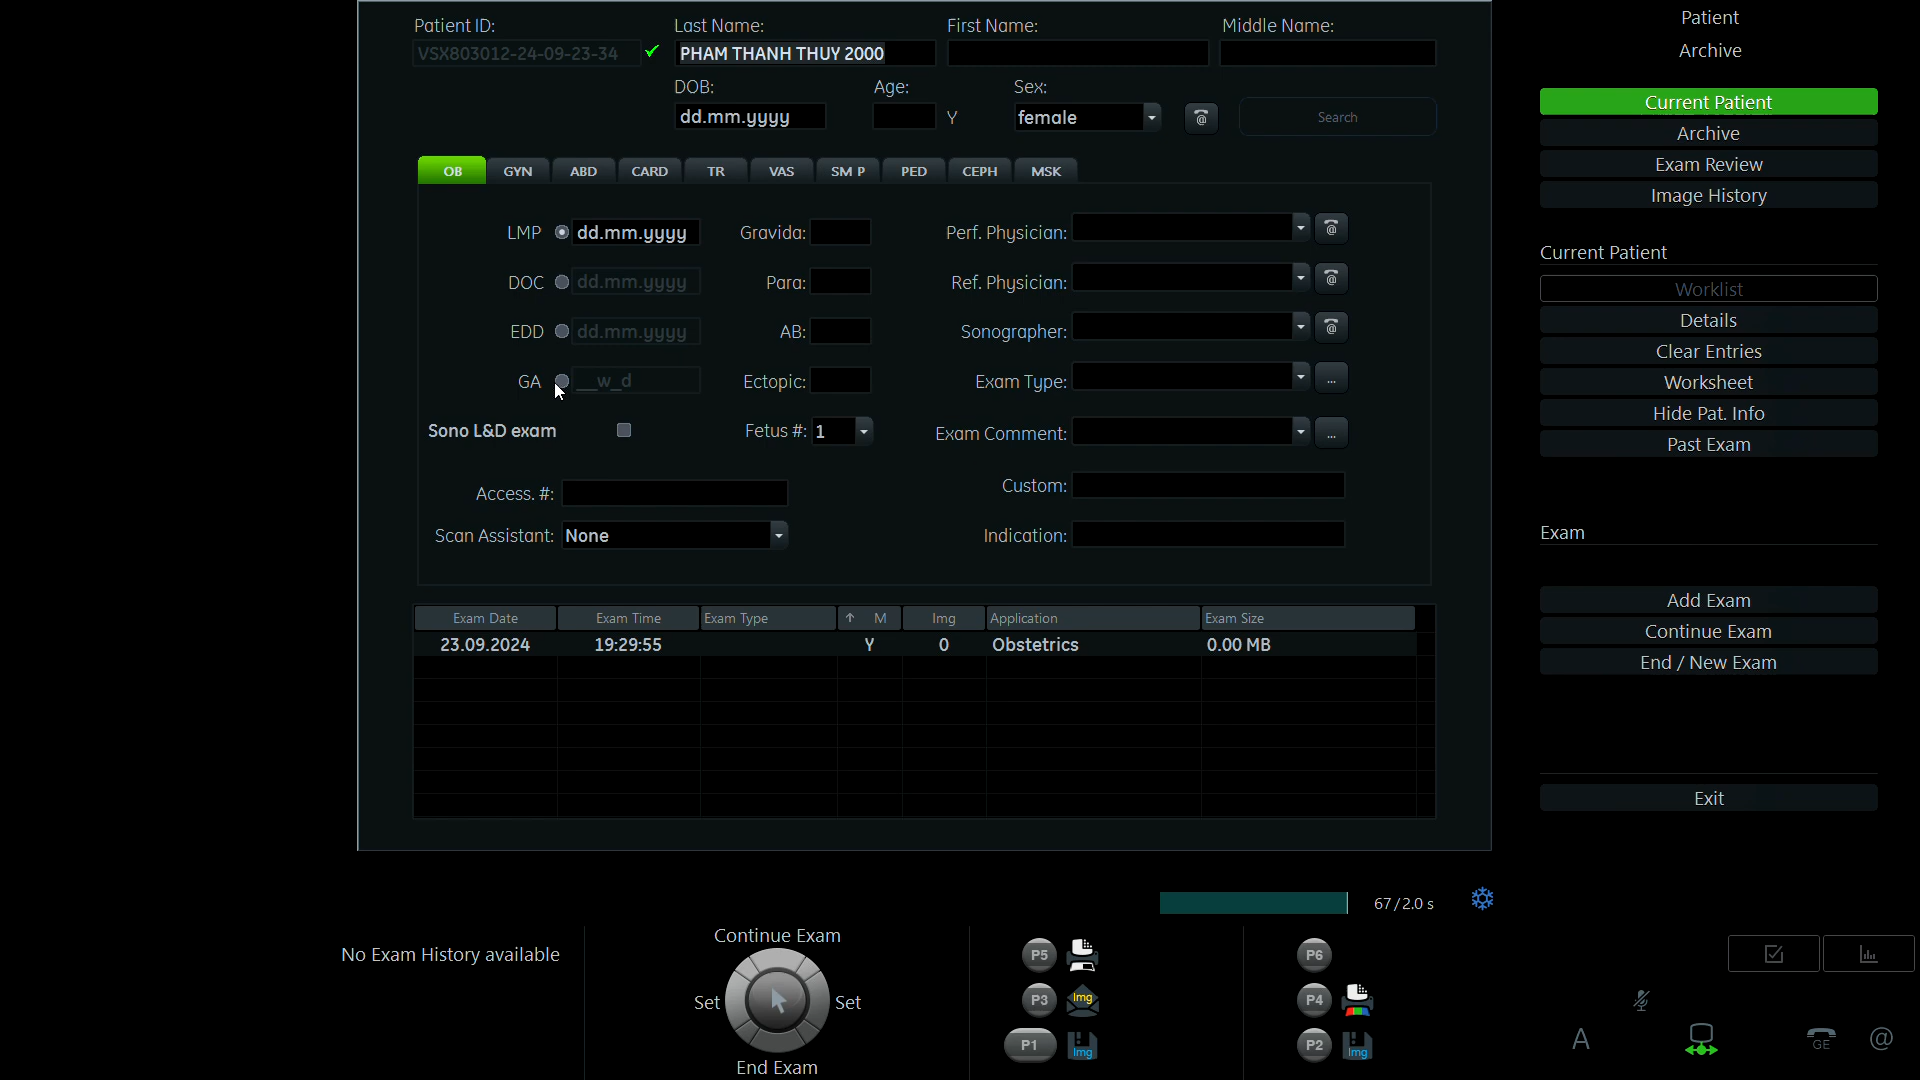 Patient ID: Last Name: First Name: Middle Name:
VSX803012-24-09-23-34 PHAM THANH THUY 2000
DOB: Age: Sex:
dd.mm.yyyy Y female Search
OB GYN ABD CARD TR VAS SM P PED CEPH MSK
LMP dd.mm.yyyy Gravida: Perf. Physician:
DOC dd.mm.yyyy Para: Ref. Physician:
EDD dd.mm.yyyy AB: Sonographer:
GA __w_d Ectopic: Exam Type: ...
Sono L&D exam Fetus #: 1 Exam Comment: ...
Access. #: Custom:
Scan Assistant: None Indication:
Exam Date Exam Time Exam Type M Img Application Exam Size
23.09.2024 19:29:55 Y 0 Obstetrics 0.00 MB
67/2.0 s
No Exam History available
Continue Exam
Set Set
End Exam
P5
P3 Img
P1 Img
P6
P4
P2 Img
Patient
Archive
Current Patient
Archive
Exam Review
Image History
Current Patient
Worklist
Details
Clear Entries
Worksheet
Hide Pat. Info
Past Exam
Exam
Add Exam
Continue Exam
End / New Exam
Exit
A GE @